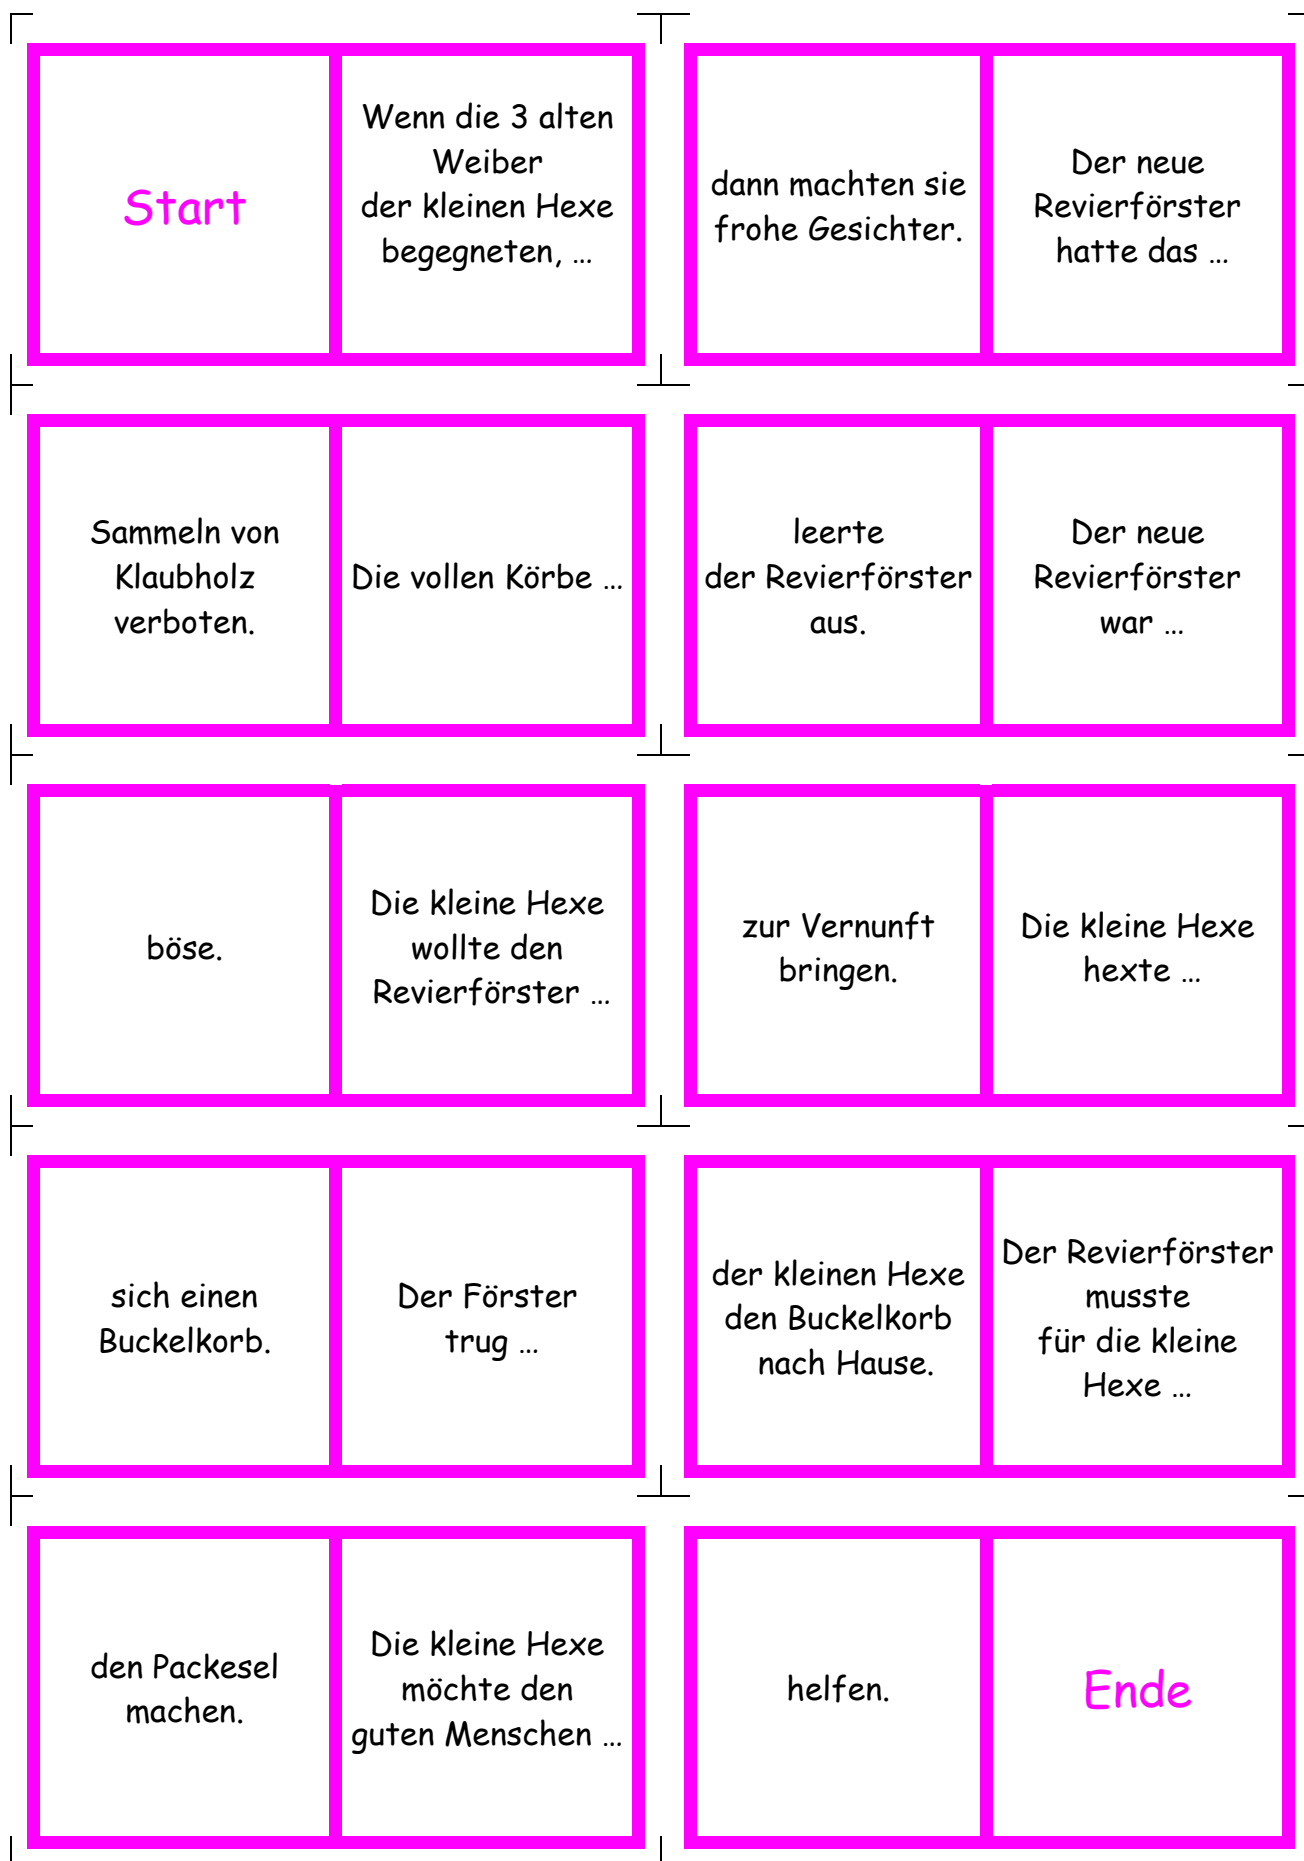 Start
Wenn die 3 alten
Weiber
der kleinen Hexe
begegneten, …
dann machten sie
frohe Gesichter.
Der neue
Revierförster
hatte das …
Sammeln von
Klaubholz
verboten.
Die vollen Körbe …
leerte
der Revierförster
aus.
Der neue
Revierförster
war …
böse.
Die kleine Hexe
wollte den
Revierförster …
zur Vernunft
bringen.
Die kleine Hexe
hexte …
sich einen
Buckelkorb.
Der Förster
trug …
der kleinen Hexe
den Buckelkorb
nach Hause.
Der Revierförster
musste
für die kleine
Hexe …
den Packesel
machen.
Die kleine Hexe
möchte den
guten Menschen …
helfen.
Ende